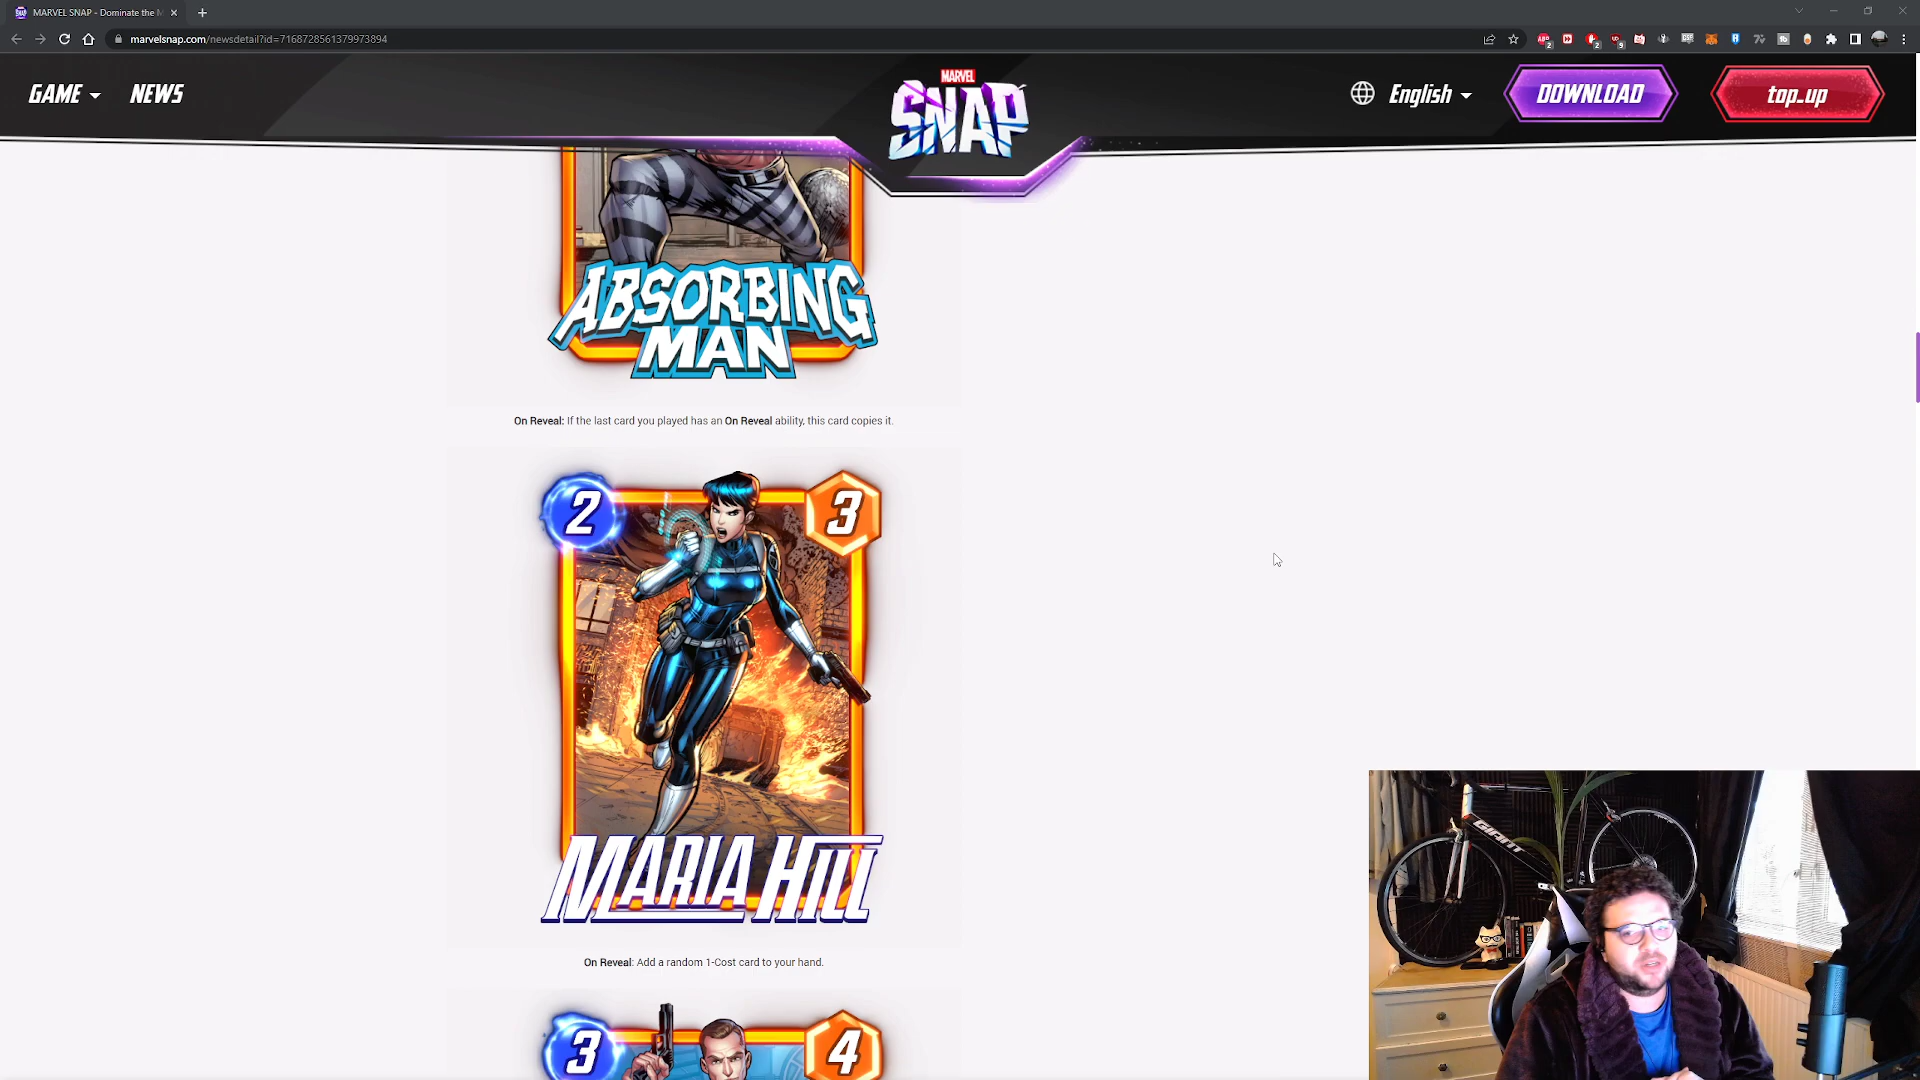 MARVEL SNAP - Dominate the M
marvelsnap.com/newsdetail?id=7168728561379973894
GAME
NEWS
MARVEL
SNAP
English
DOWNLOAD
top_up
ABSORBING
MAN
On Reveal: If the last card you played has an On Reveal ability, this card copies it.
2
3
MARIA HILL
On Reveal: Add a random 1-Cost card to your hand.
3
4
GIANT